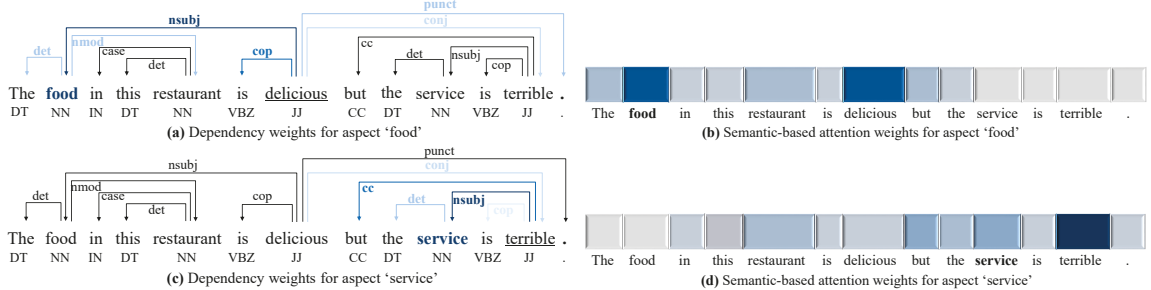 punct
nsubj
conj
nmod
cc
det
case
cop
det
nsubj
det
cop
The food in this restaurant is delicious but the service is terrible .
DT NN IN DT NN VBZ JJ CC DT NN VBZ JJ .
(a) Dependency weights for aspect 'food'
The food in this restaurant is delicious but the service is terrible .
(b) Semantic-based attention weights for aspect 'food'
punct
nsubj
conj
nmod
cc
det
case
cop
det
nsubj
det
cop
The food in this restaurant is delicious but the service is terrible .
DT NN IN DT NN VBZ JJ CC DT NN VBZ JJ .
(c) Dependency weights for aspect 'service'
The food in this restaurant is delicious but the service is terrible .
(d) Semantic-based attention weights for aspect 'service'